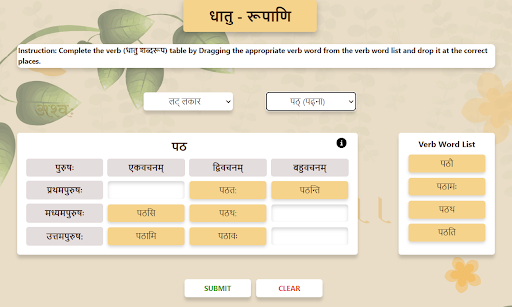 धातु - रूपाणि
Instruction: Complete the verb (धातु शब्दरूप) table by Dragging the appropriate verb word from the verb word list and drop it at the correct
places.
लट् लकार
पठ् (पढ़ना)
पठ
Verb Word List
पुरुषः एकवचनम् द्विवचनम् बहुवचनम्
प्रथमपुरुषः पठतः पठन्ति
मध्यमपुरुषः पठसि पठथः
उत्तमपुरुषः पठामि पठावः
पठौ
पठामः
पठथ
पठति
SUBMIT
CLEAR